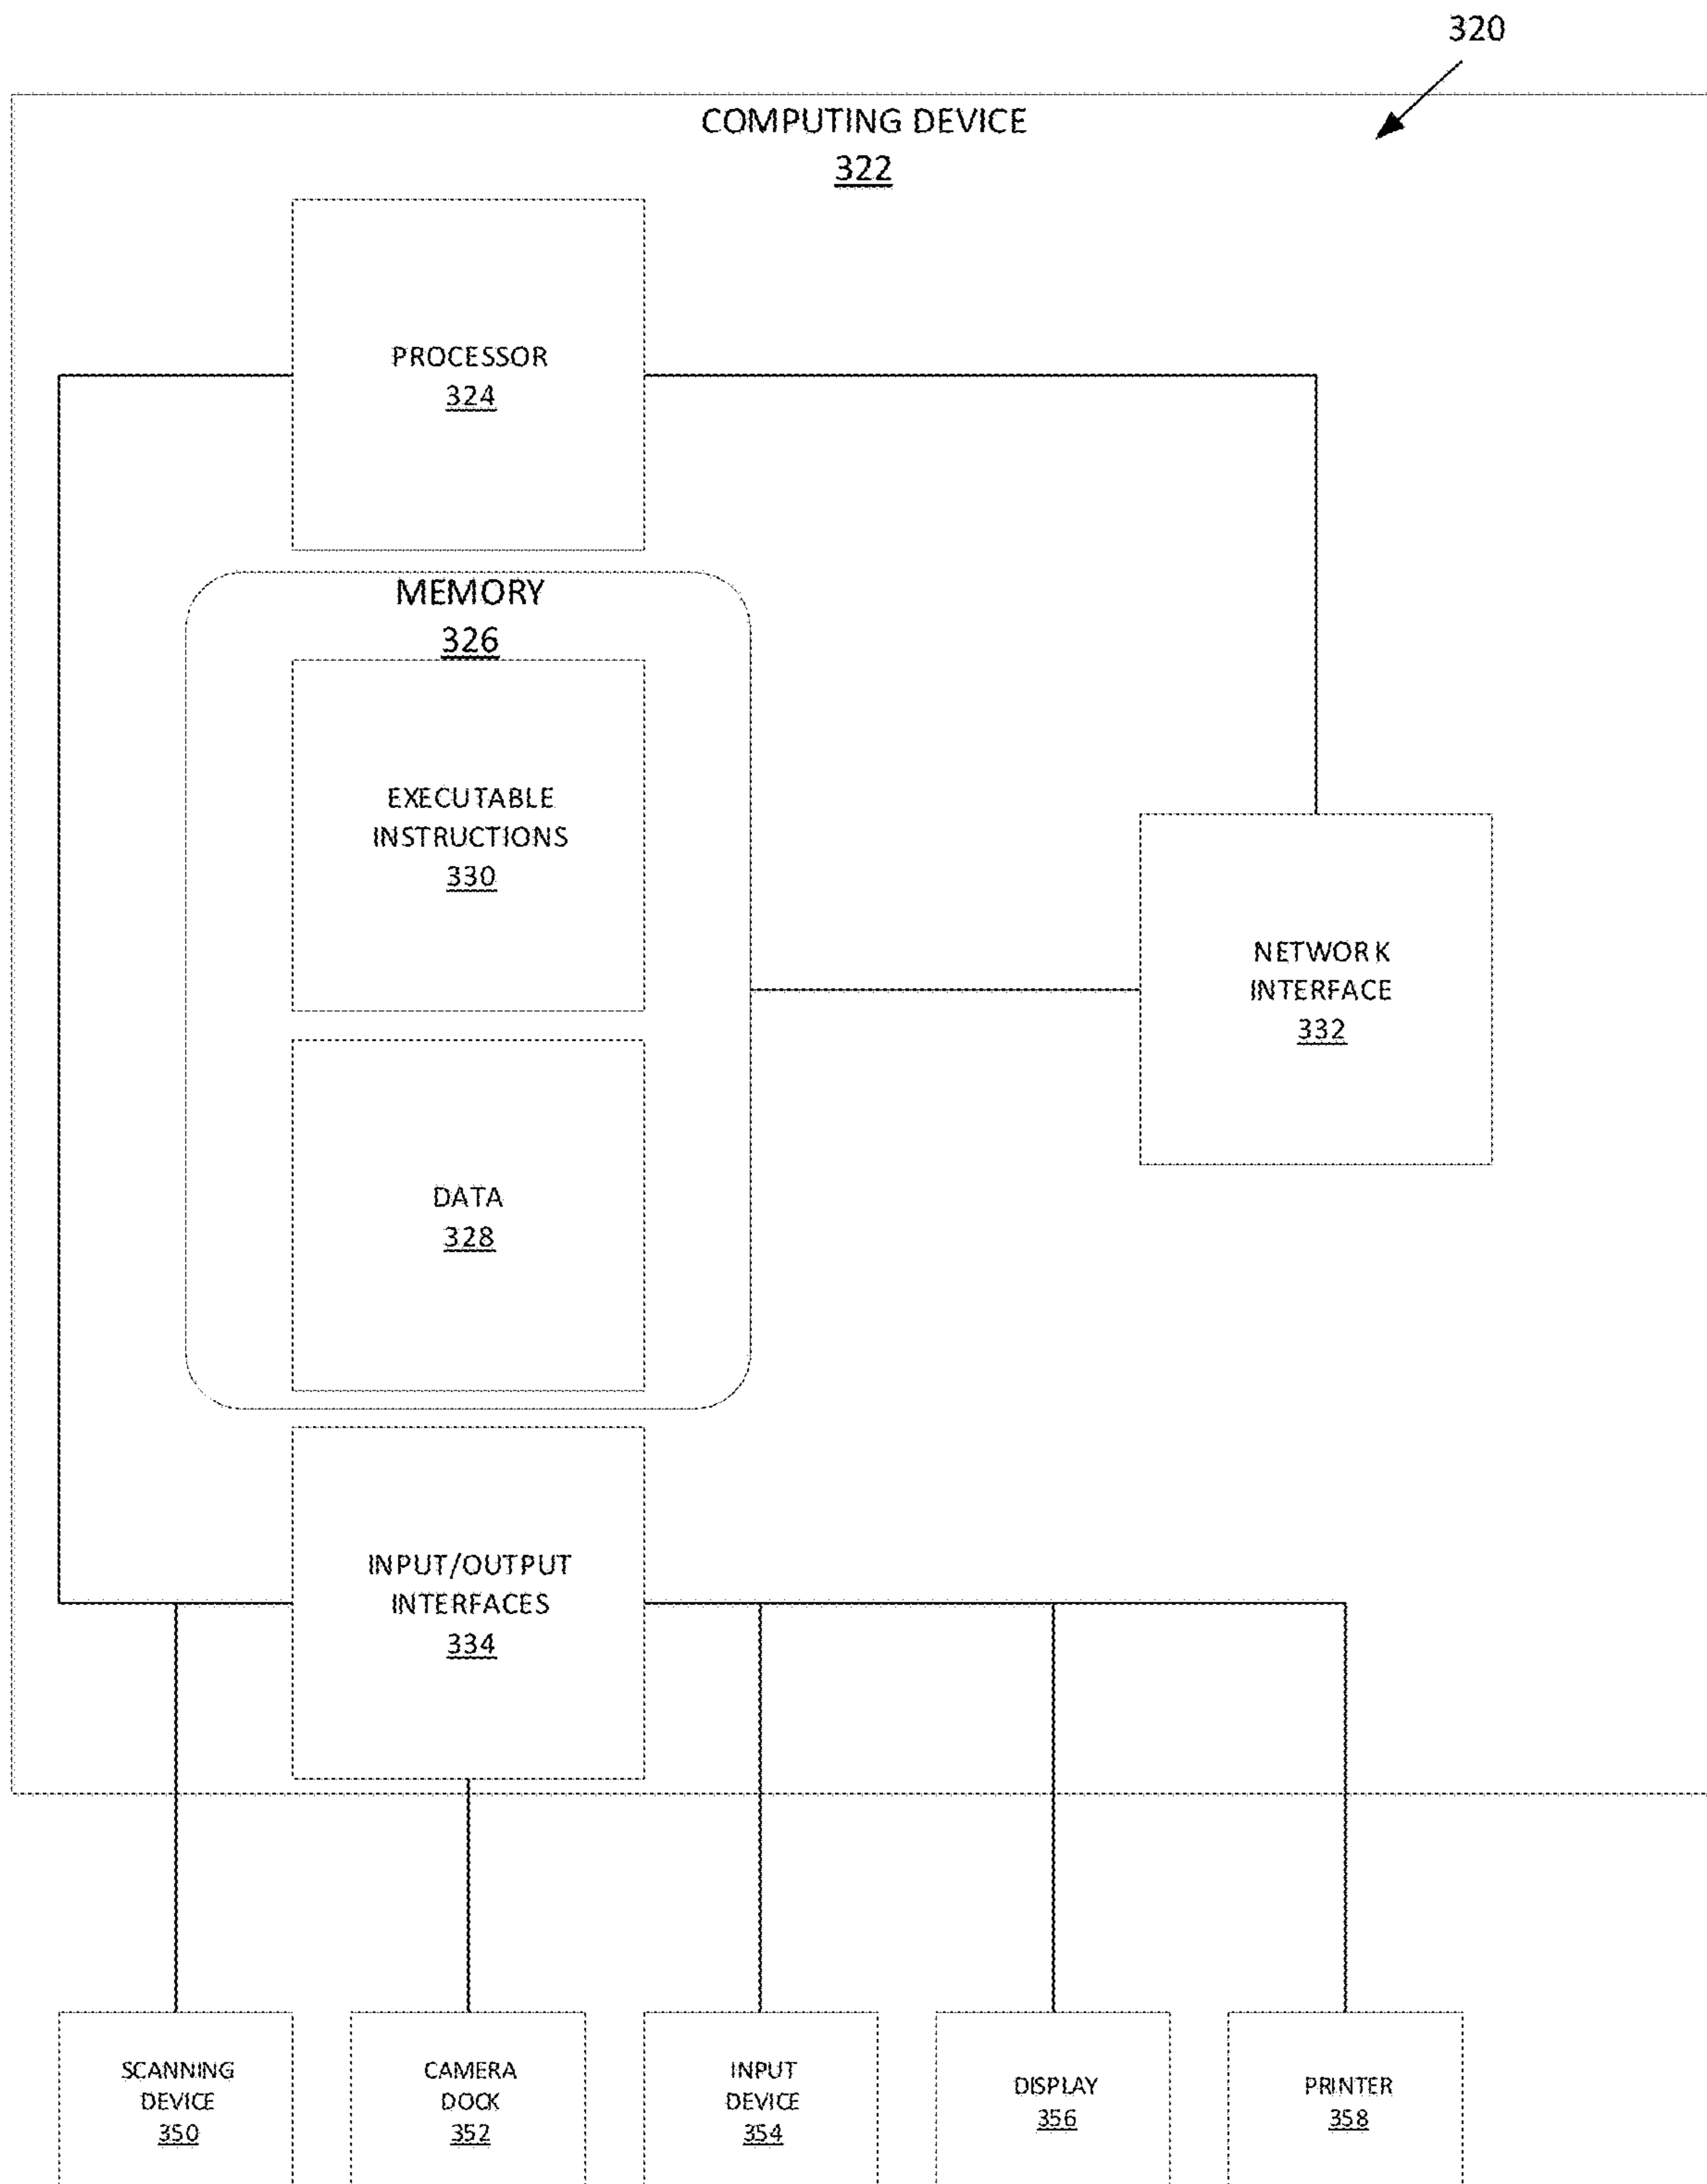 320
COMPUTING DEVICE
322
PROCESSOR
324
MEMORY
326
EXECUTABLE
INSTRUCTIONS
330
NETWORK
INTERFACE
332
DATA
328
INPUT/OUTPUT
INTERFACES
334
SCANNING
DEVICE
350
CAMERA
DOCK
352
INPUT
DEVICE
354
DISPLAY
356
PRINTER
358